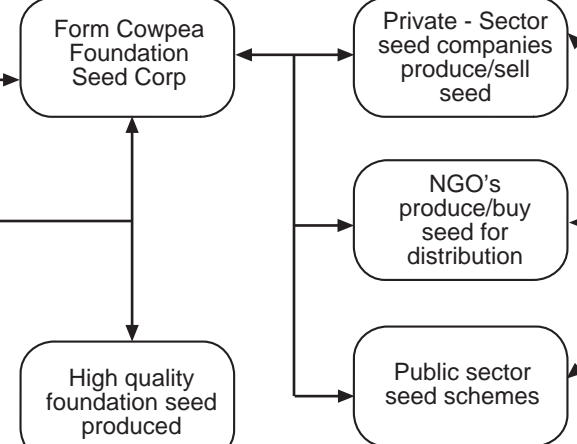 Form Cowpea
Foundation
Seed Corp
Private - Sector
seed companies
produce/sell
seed
NGO's
produce/buy
seed for
distribution
High quality
foundation seed
produced
Public sector
seed schemes